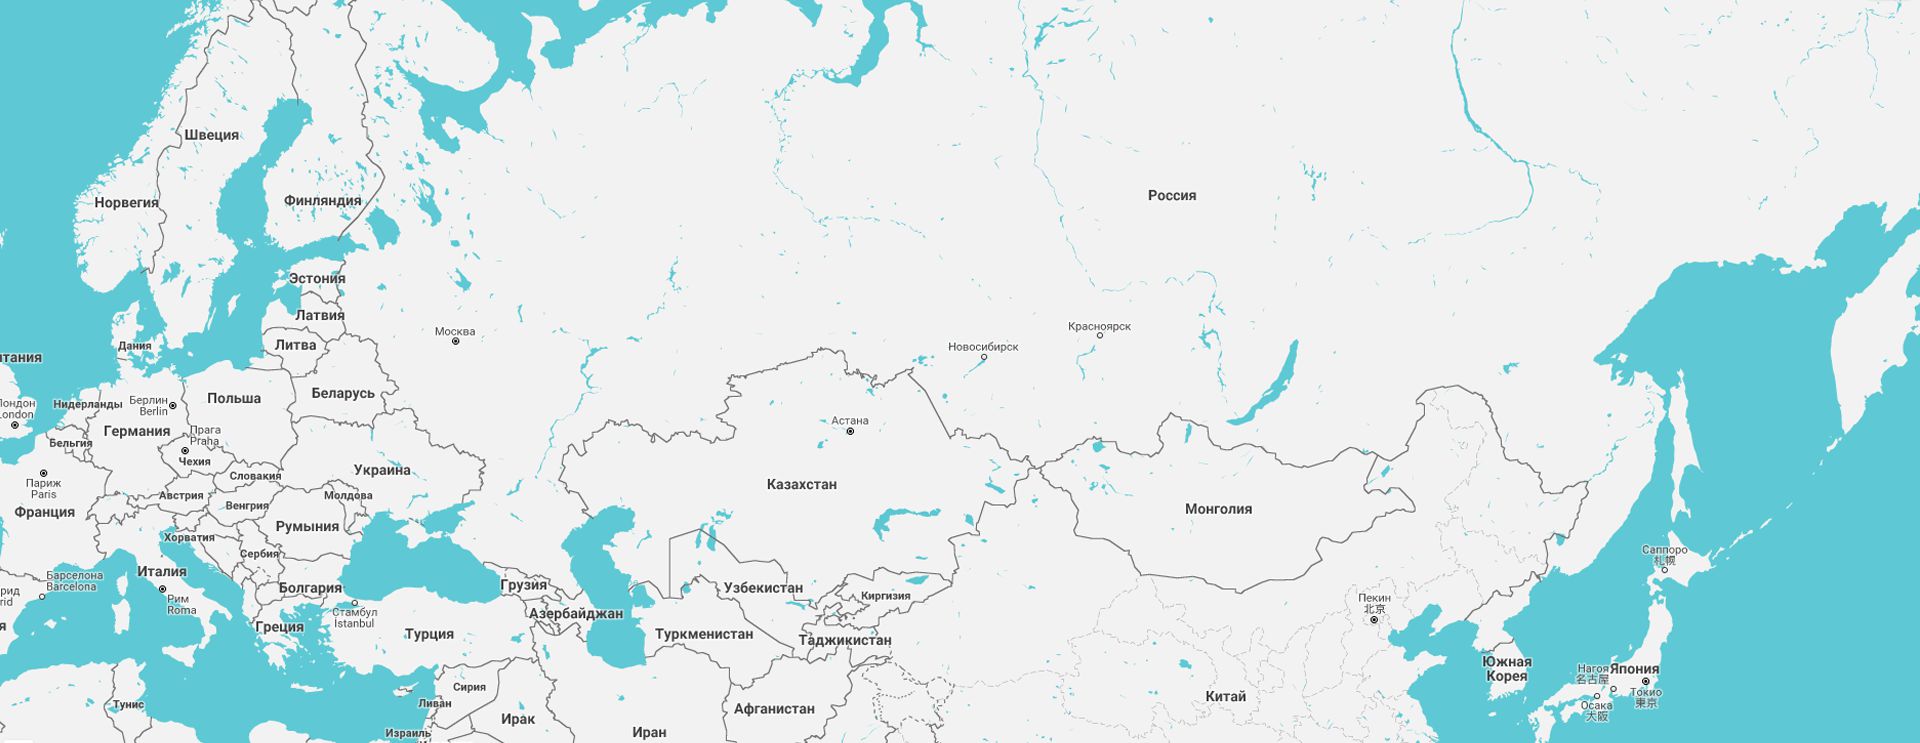 Швеция
Россия
Норвегия
Финляндия
Эстония
Латвия
Красноярск
Москва
Дания
Литва
Новосибирск
тания
Беларусь
Польша
Берлин
Berlin
Нидерланды
Лондон
London
Астана
Германия
Прага
Praha
Бельгия
Чехия
Украина
Словакия
Казахстан
Париж
Paris
Австрия
Молдова
Венгрия
Монголия
Франция
Румыния
Хорватия
Сербия
Саппоро
札幌
Италия
Барселона
Barcelona
Грузия
Болгария
Узбекистан
Киргизия
рид
rid
Рим
Roma
Пекин
北京
Стамбул
İstanbul
Азербайджан
я
Греция
Турция
Туркменистан
Таджикистан
Южная
Корея
Нагоя
名古屋
Япония
Сирия
Токио
東京
Китай
Тунис
Ливан
Афганистан
Осака
大阪
Ирак
Израиль
Иран